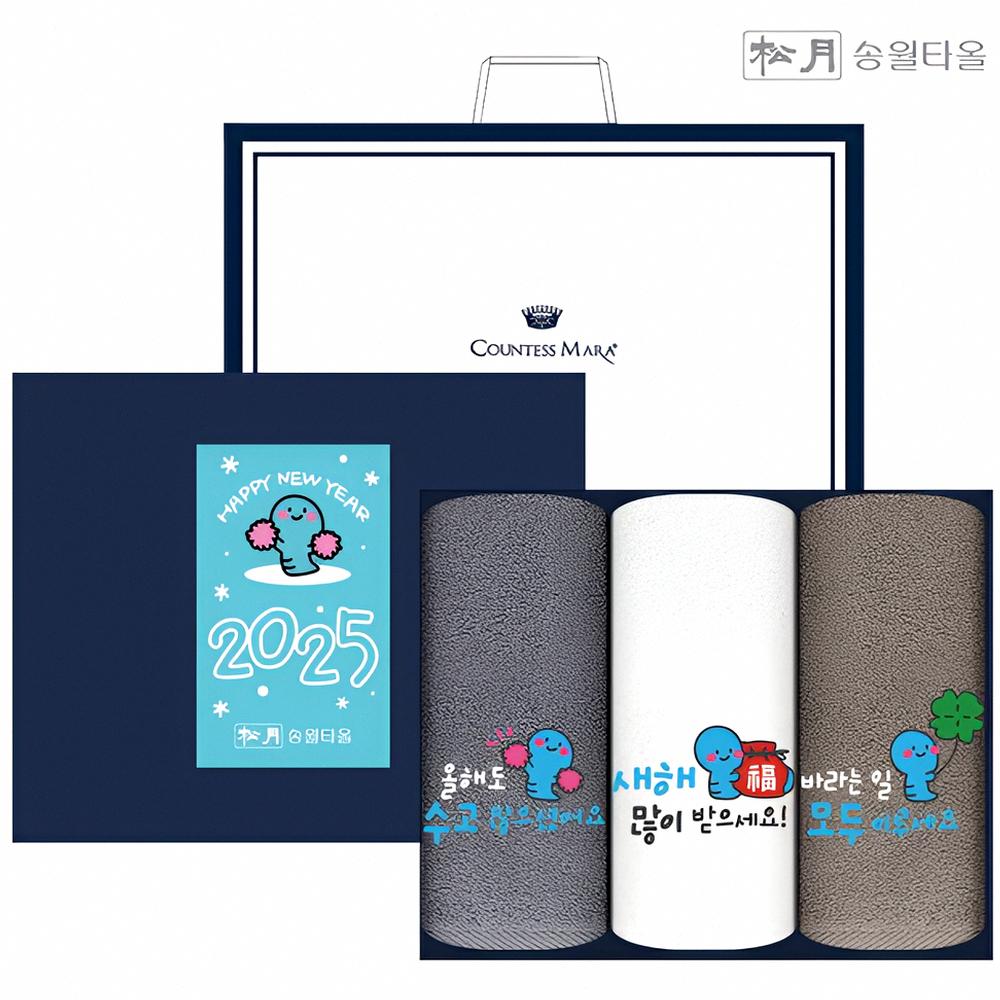 松月 송월타올
COUNTESS MARA
HAPPY NEW YEAR
2025
松月 송월타올
올해도
수고 많으셨어요
새해
福
많이 받으세요!
바라는 일
모두 이루세요